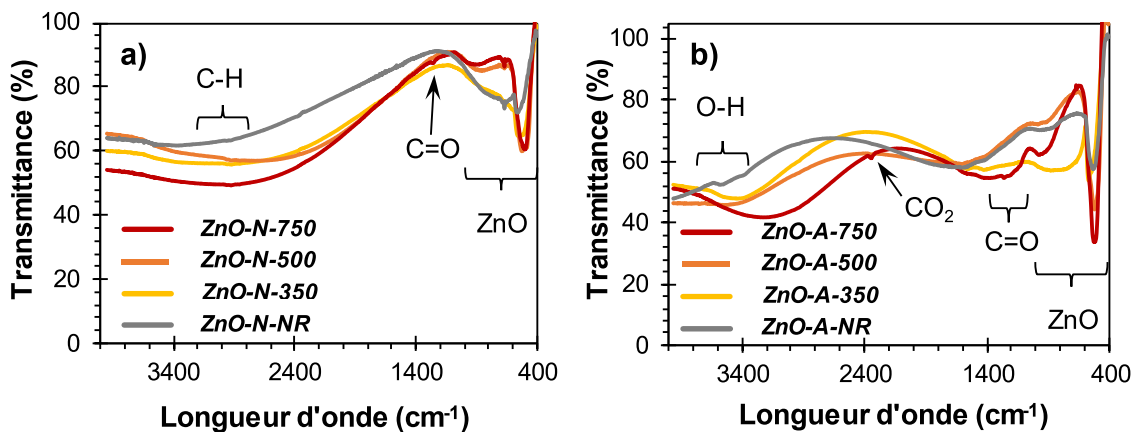 a)
Transmittance (%)
100
80
60
40
20
0
C-H
C=O
ZnO
ZnO-N-750
ZnO-N-500
ZnO-N-350
ZnO-N-NR
3400
2400
1400
400
Longueur d'onde (cm-1)
b)
Transmittance (%)
100
80
60
40
20
0
O-H
CO2
C=O
ZnO
ZnO-A-750
ZnO-A-500
ZnO-A-350
ZnO-A-NR
3400
2400
1400
400
Longueur d'onde (cm-1)